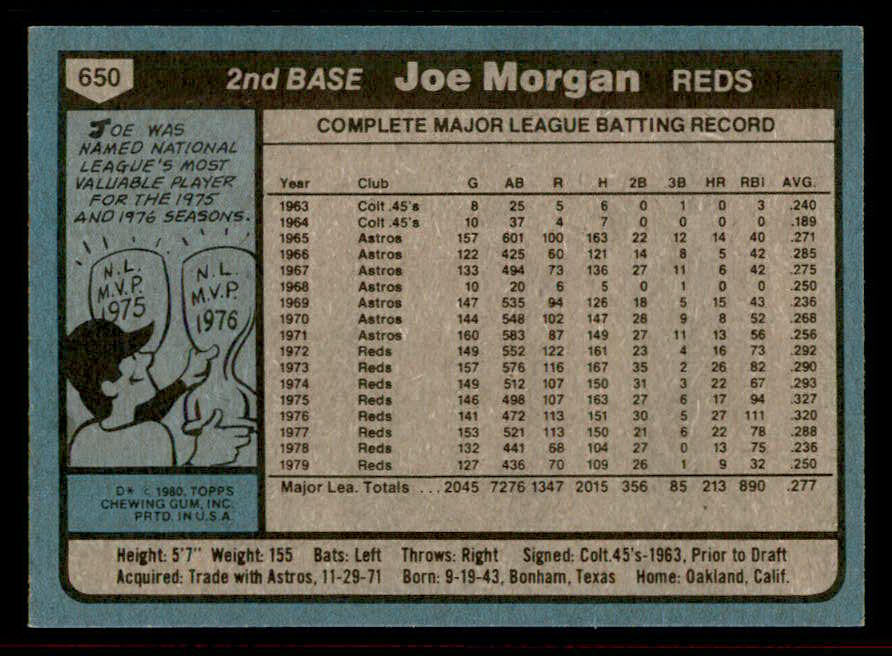 650 2nd BASE Joe Morgan REDS
JOE WAS
NAMED NATIONAL
LEAGUE'S MOST
VALUABLE PLAYER
FOR THE 1975
AND 1976 SEASONS.
N.L.
M.V.P.
1975
N.L.
M.V.P.
1976
D* © 1980, TOPPS
CHEWING GUM, INC.
PRTD. IN U.S.A.
COMPLETE MAJOR LEAGUE BATTING RECORD
Year Club G AB R H 2B 3B HR RBI AVG.
1963 Colt .45's 8 25 5 6 0 1 0 3 .240
1964 Colt .45's 10 37 4 7 0 0 0 0 .189
1965 Astros 157 601 100 163 22 12 14 40 .271
1966 Astros 122 425 60 121 14 8 5 42 .285
1967 Astros 133 494 73 136 27 11 6 42 .275
1968 Astros 10 20 6 5 0 1 0 0 .250
1969 Astros 147 535 94 126 18 5 15 43 .236
1970 Astros 144 548 102 147 28 9 8 52 .268
1971 Astros 160 583 87 149 27 11 13 56 .256
1972 Reds 149 552 122 161 23 4 16 73 .292
1973 Reds 157 576 116 167 35 2 26 82 .290
1974 Reds 149 512 107 150 31 3 22 67 .293
1975 Reds 146 498 107 163 27 6 17 94 .327
1976 Reds 141 472 113 151 30 5 27 111 .320
1977 Reds 153 521 113 150 21 6 22 78 .288
1978 Reds 132 441 68 104 27 0 13 75 .236
1979 Reds 127 436 70 109 26 1 9 32 .250
Major Lea. Totals ... 2045 7276 1347 2015 356 85 213 890 .277
Height: 5'7" Weight: 155 Bats: Left Throws: Right Signed: Colt.45's-1963, Prior to Draft
Acquired: Trade with Astros, 11-29-71 Born: 9-19-43, Bonham, Texas Home: Oakland, Calif.